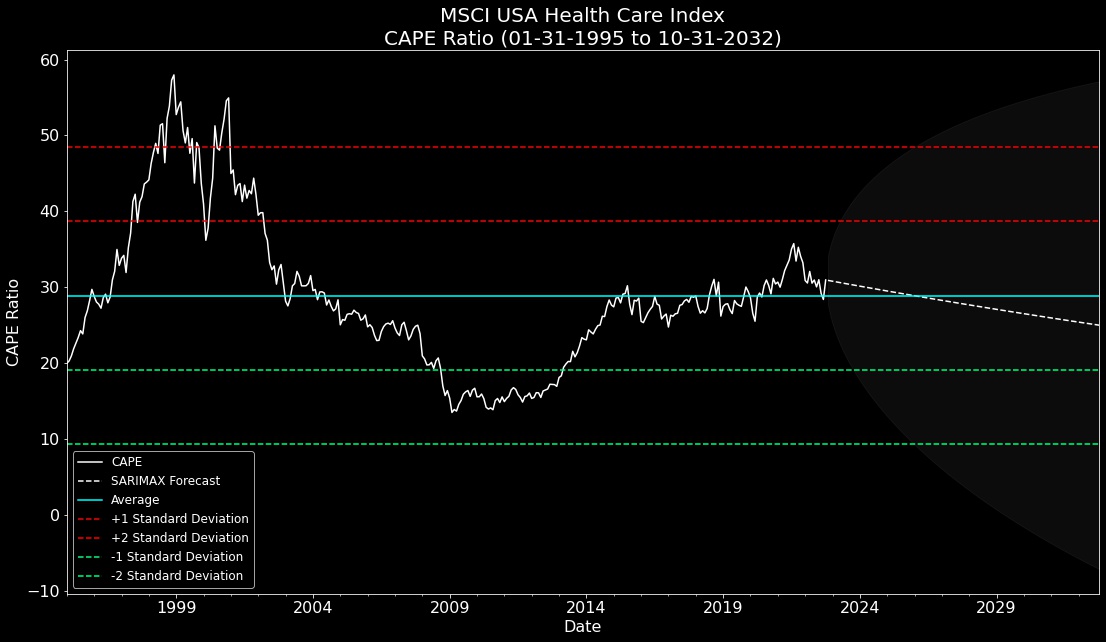 MSCI USA Health Care Index
CAPE Ratio (01-31-1995 to 10-31-2032)
60
50
40
30
20
10
0
−10
CAPE Ratio
CAPE
SARIMAX Forecast
Average
+1 Standard Deviation
+2 Standard Deviation
-1 Standard Deviation
-2 Standard Deviation
1999
2004
2009
2014
2019
2024
2029
Date